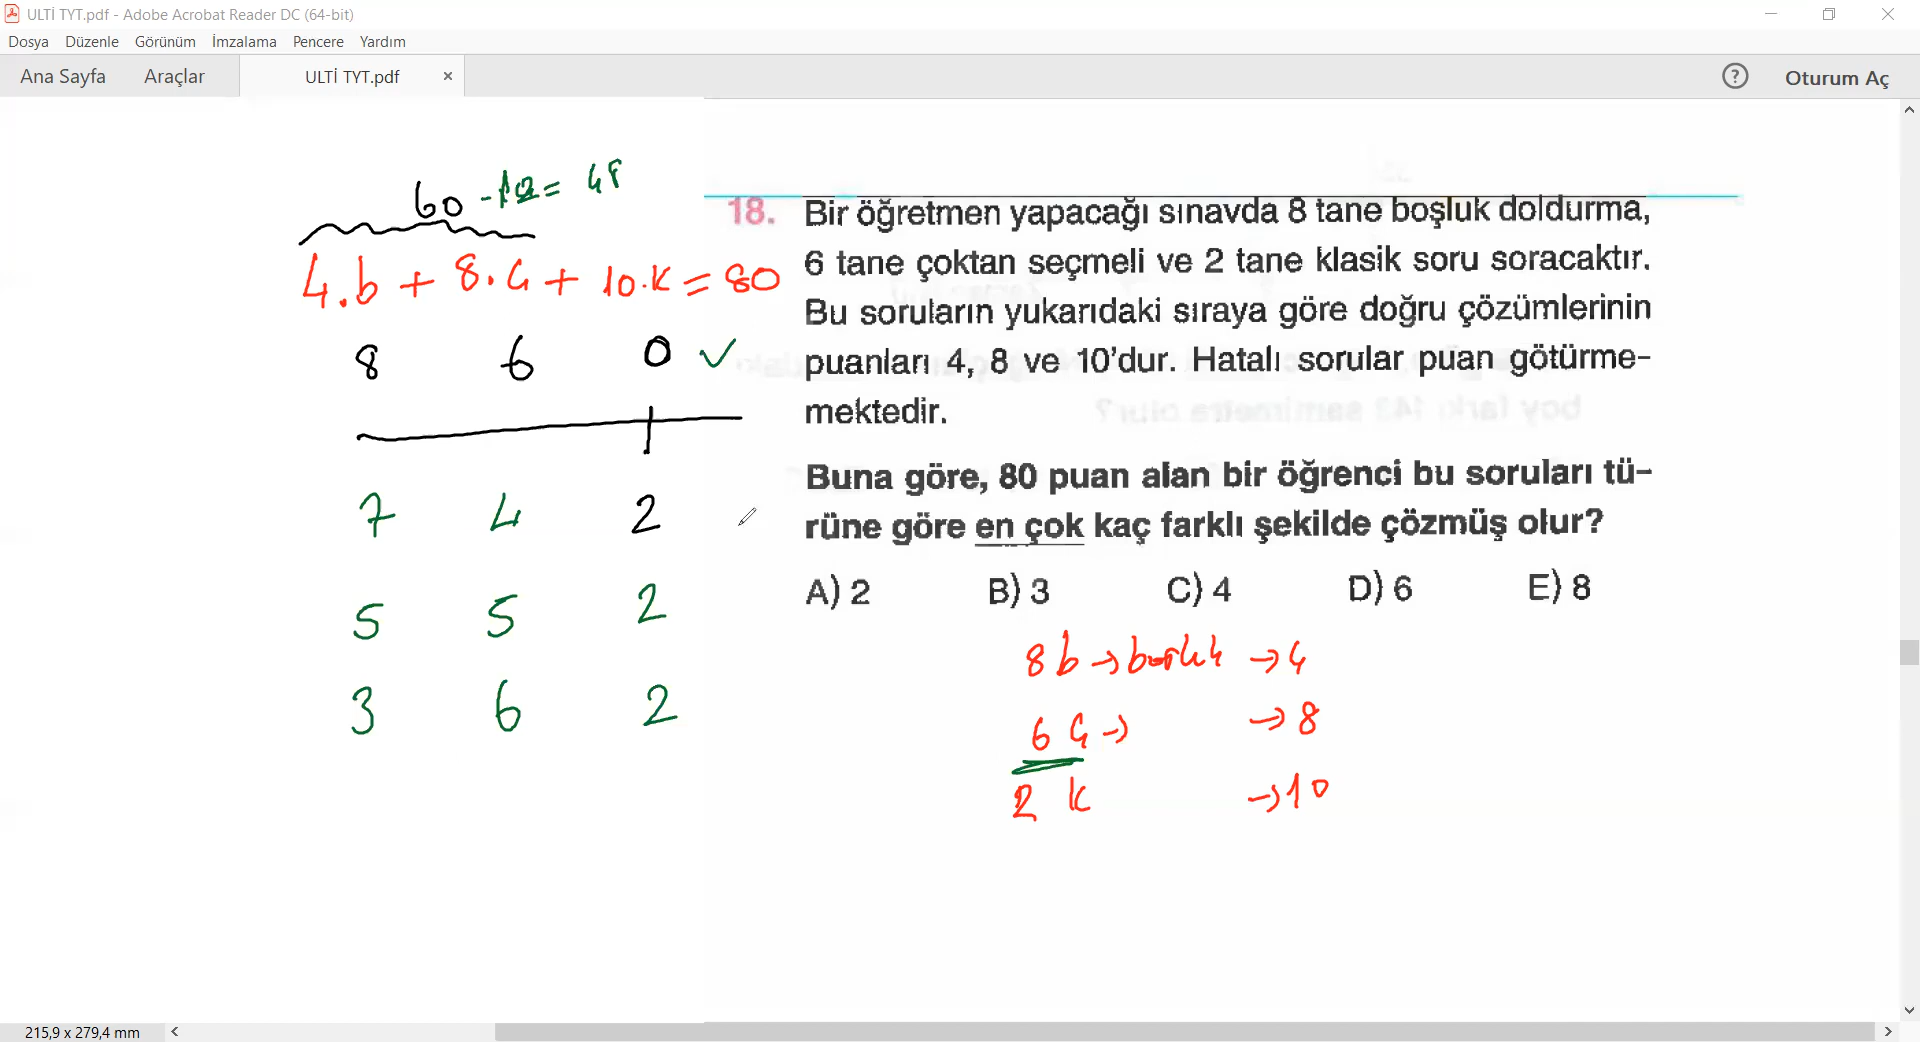 ULTİ TYT.pdf - Adobe Acrobat Reader DC (64-bit)
Dosya Düzenle Görünüm İmzalama Pencere Yardım
Ana Sayfa Araçlar ULTİ TYT.pdf × ? Oturum Aç
60 -12 = 48
4.b + 8.ç + 10.k = 80
8 6 0 ✓
7 4 2
5 5 2
3 6 2
18. Bir öğretmen yapacağı sınavda 8 tane boşluk doldurma,
6 tane çoktan seçmeli ve 2 tane klasik soru soracaktır.
Bu soruların yukarıdaki sıraya göre doğru çözümlerinin
puanları 4, 8 ve 10'dur. Hatalı sorular puan götürme-
mektedir.
Buna göre, 80 puan alan bir öğrenci bu soruları tü-
rüne göre en çok kaç farklı şekilde çözmüş olur?
A) 2 B) 3 C) 4 D) 6 E) 8
8 b → → 4
6 ç → → 8
2 k → 10
215,9 x 279,4 mm